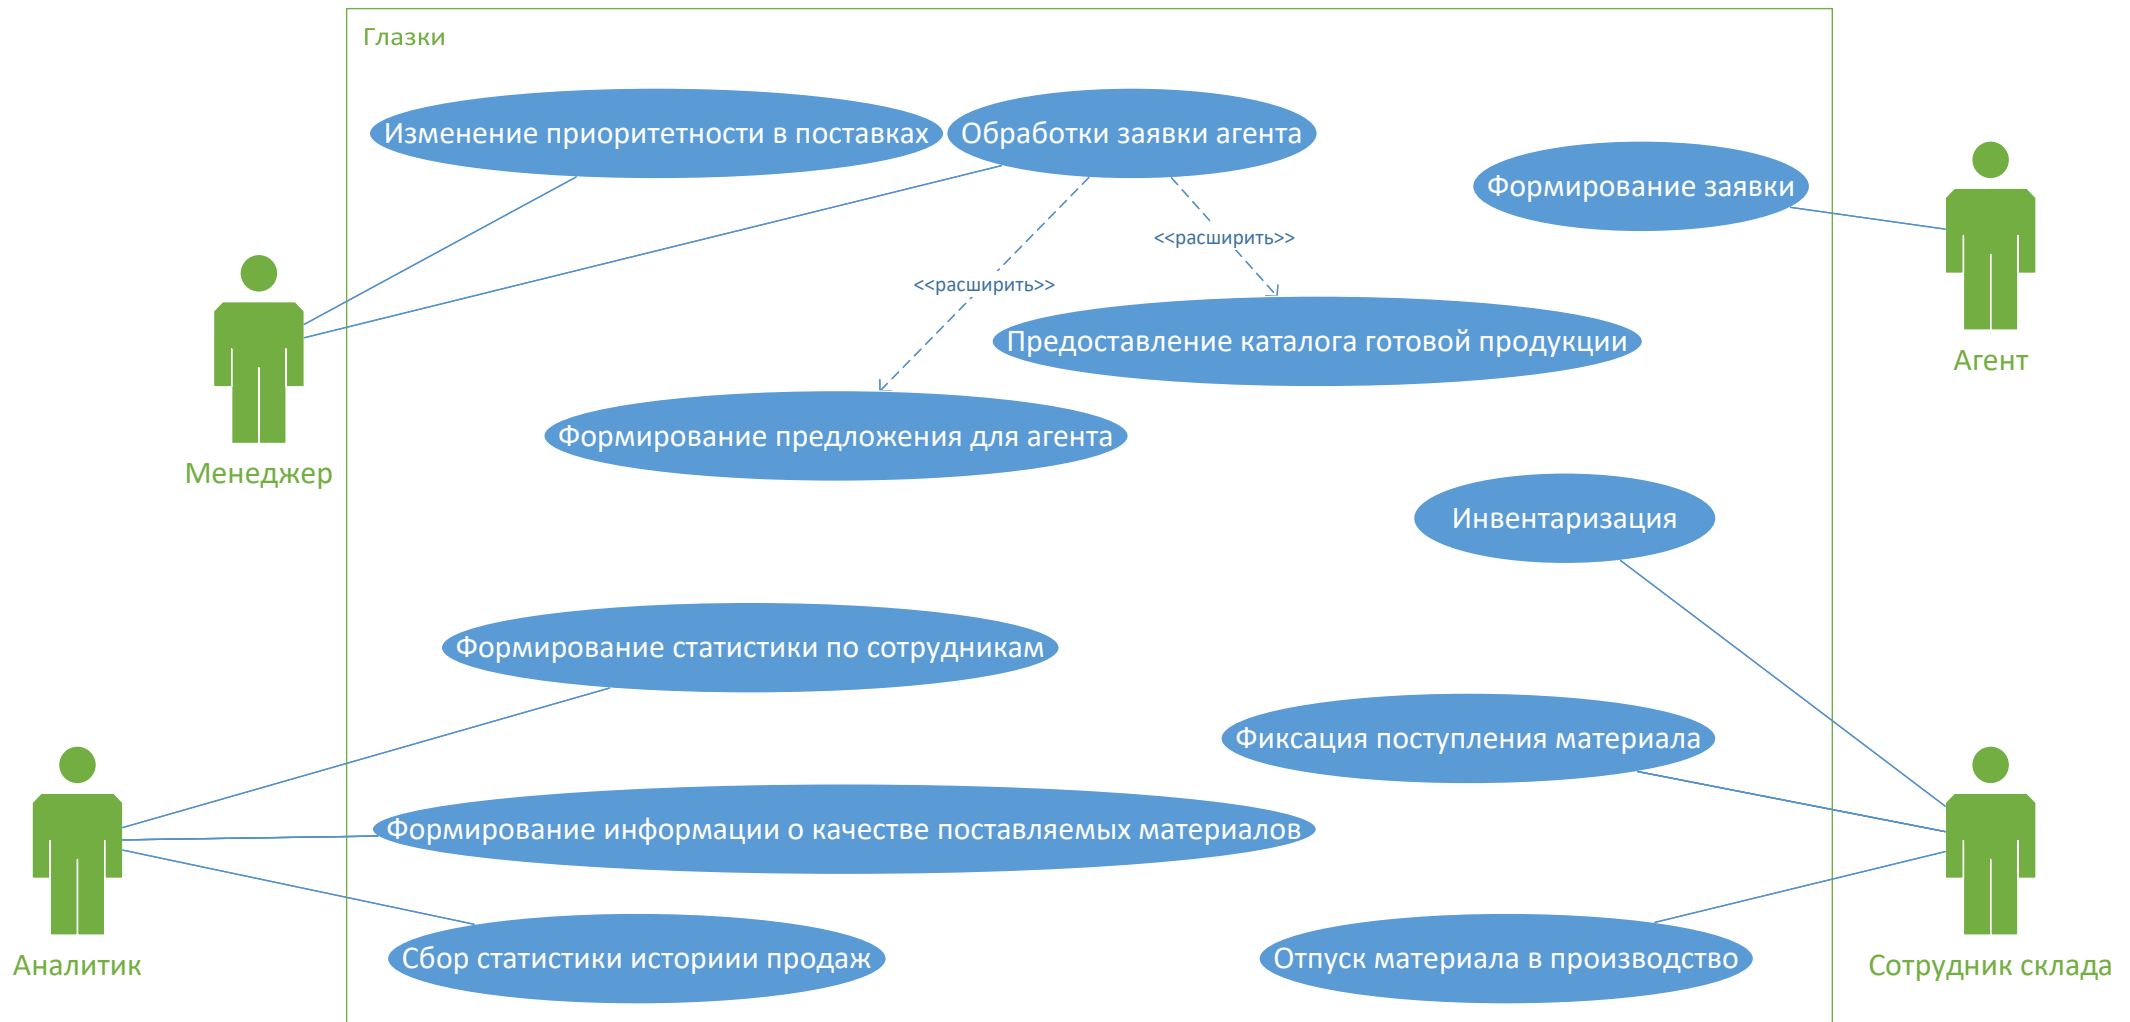 Глазки
Изменение приоритетности в поставках
Обработки заявки агента
Формирование заявки
<<расширить>>
<<расширить>>
Предоставление каталога готовой продукции
Агент
Формирование предложения для агента
Менеджер
Инвентаризация
Формирование статистики по сотрудникам
Фиксация поступления материала
Формирование информации о качестве поставляемых материалов
Сбор статистики историии продаж
Отпуск материала в производство
Аналитик
Сотрудник склада